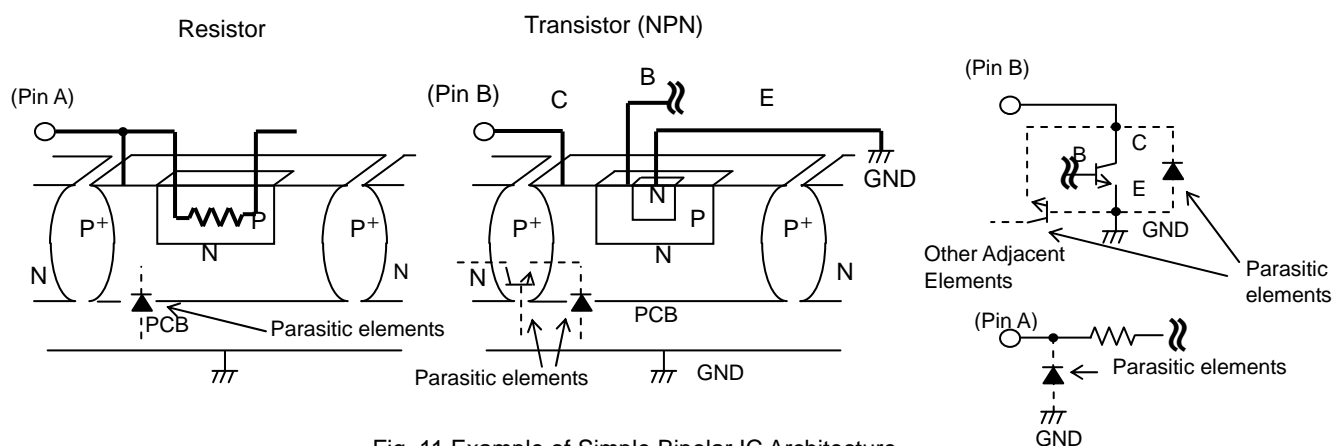 Resistor
(Pin A)
P+
P
P+
N
N
N
PCB
Parasitic elements
Transistor (NPN)
(Pin B)
C
B
E
GND
N
P+
P
P+
N
N
N
PCB
Parasitic elements
GND
(Pin B)
C
B
E
GND
Other Adjacent
Elements
Parasitic
elements
(Pin A)
Parasitic elements
GND
Fig. 11 Example of Simple Bipolar IC Architecture